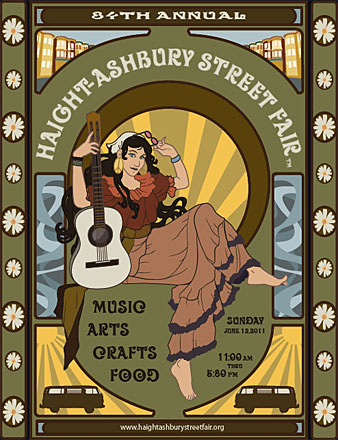 34TH ANNUAL
HAIGHT-ASHBURY STREET FAIR TM
MUSIC
ARTS
CRAFTS
FOOD
SUNDAY
JUNE 12, 2011
11:00 AM
THRU
5:30 PM
www.haightashburystreetfair.org